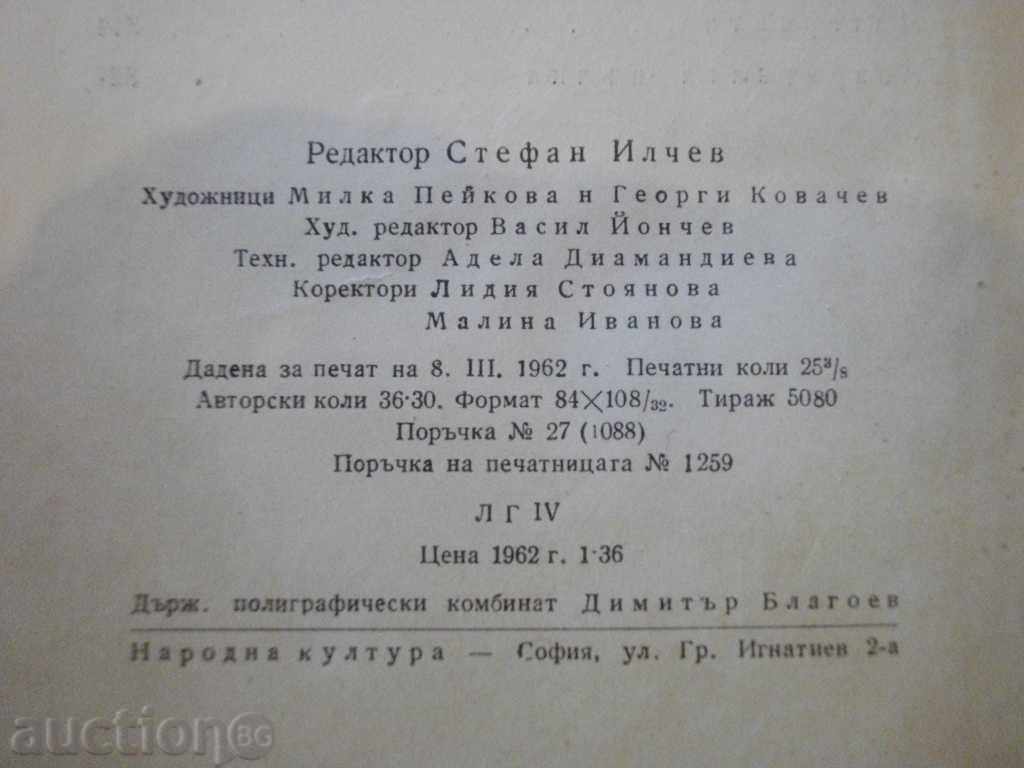 Редактор Стефан Илчев
Художници Милка Пейкова н Георги Ковачев
Худ. редактор Васил Йончев
Техн. редактор Адела Диамандиева
Коректори Лидия Стоянова
Малина Иванова
Дадена за печат на 8. III. 1962 г. Печатни коли 25³/₈
Авторски коли 36·30. Формат 84×108/₃₂. Тираж 5080
Поръчка № 27 (1088)
Поръчка на печатницага № 1259
ЛГ IV
Цена 1962 г. 1·36
Държ. полиграфически комбинат Димитър Благоев
Народна култура — София, ул. Гр. Игнатиев 2-а
auctionBG